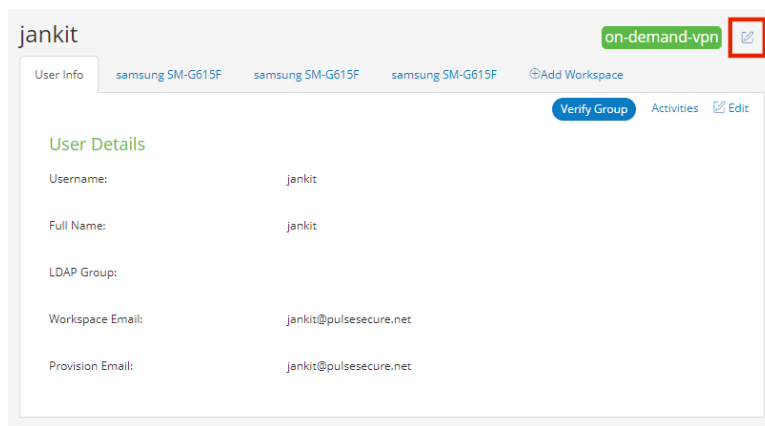 jankit on-demand-vpn
User Info samsung SM-G615F samsung SM-G615F samsung SM-G615F Add Workspace
Verify Group Activities Edit
User Details
Username: jankit
Full Name: jankit
LDAP Group:
Workspace Email: jankit@pulsesecure.net
Provision Email: jankit@pulsesecure.net